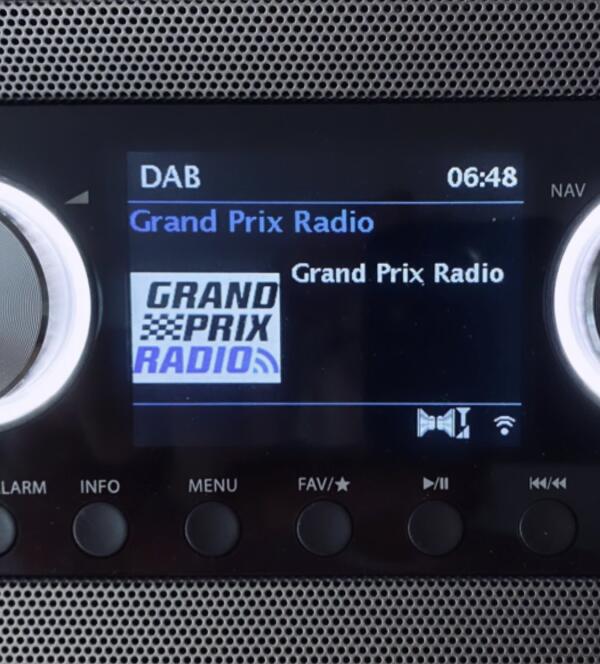 DAB 06:48
NAV
Grand Prix Radio
Grand Prix Radio
GRAND
PRIX
RADIO
LARM INFO MENU FAV/★ ▶/II I◀◀/◀◀